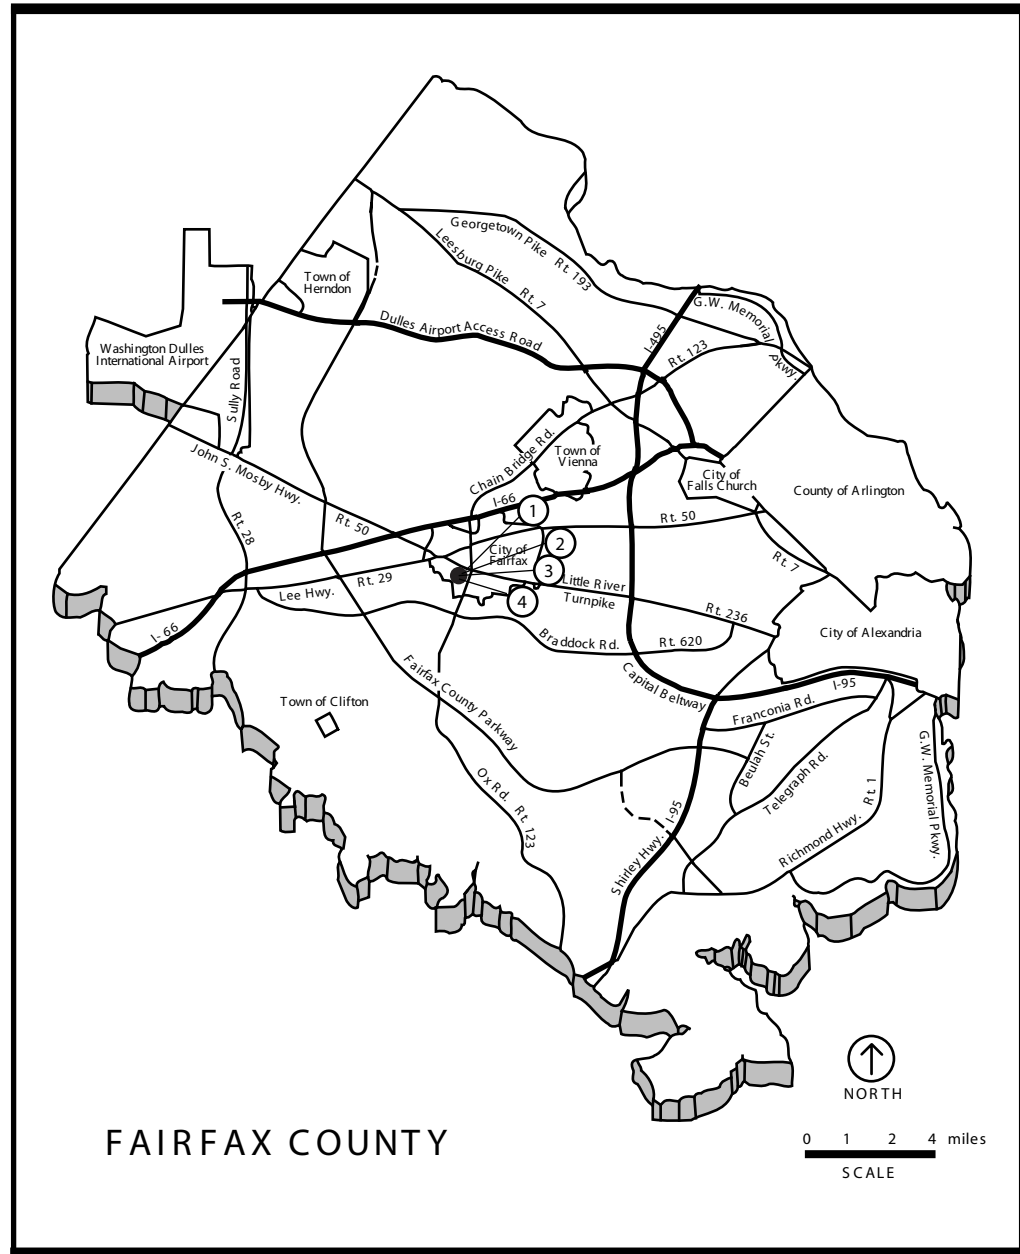 Georgetown Pike Rt. 193
Leesburg Pike Rt. 7
Town of
Herndon
G.W. Memorial Pkwy.
Dulles Airport Access Road
I-495
Rt. 123
Washington Dulles
International Airport
Sully Road
Chain Bridge Rd.
Town of
Vienna
John S. Mosby Hwy.
City of
Falls Church
County of Arlington
I-66
1
Rt. 50
Rt. 50
Rt. 28
2
City of
Fairfax
3
Rt. 7
Rt. 29
Lee Hwy.
Little River
Turnpike
4
Rt. 236
I- 66
Braddock Rd.
Rt. 620
City of Alexandria
Fairfax County Parkway
Capital Beltway
I-95
Town of Clifton
Franconia Rd.
Beulah St.
Telegraph Rd.
G.W. Memorial Pkwy.
Ox Rd. Rt. 123
Shirley Hwy. I-95
Richmond Hwy. Rt 1
NORTH
FAIRFAX COUNTY
0 1 2 4 miles
SCALE